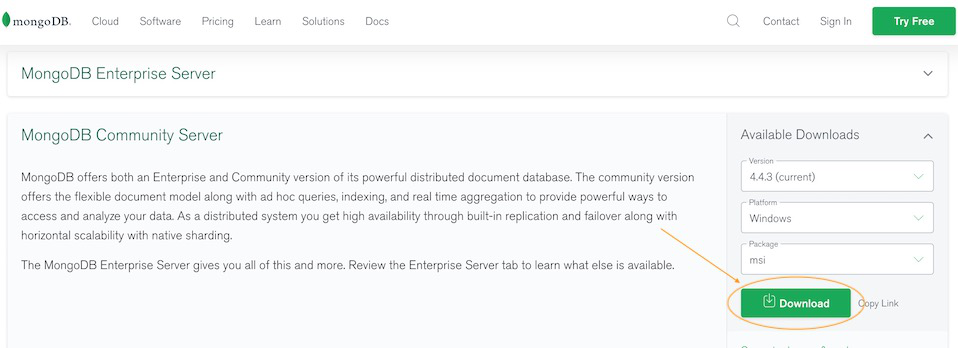 mongoDB. Cloud Software Pricing Learn Solutions Docs Contact Sign In Try Free
MongoDB Enterprise Server
MongoDB Community Server
MongoDB offers both an Enterprise and Community version of its powerful distributed document database. The community version
offers the flexible document model along with ad hoc queries, indexing, and real time aggregation to provide powerful ways to
access and analyze your data. As a distributed system you get high availability through built-in replication and failover along with
horizontal scalability with native sharding.
The MongoDB Enterprise Server gives you all of this and more. Review the Enterprise Server tab to learn what else is available.
Available Downloads
Version
4.4.3 (current)
Platform
Windows
Package
msi
Download Copy Link